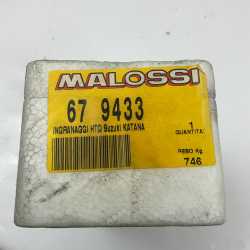 MALOSSI
67 9433
INGRANAGGI HTQ Suzuki KATANA
1
QUANTITA'
PESO Kg
746